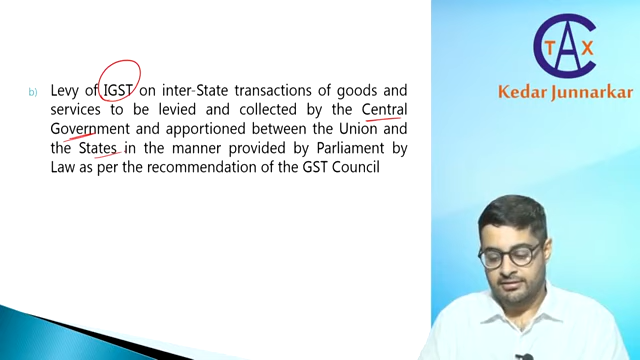 b) Levy of IGST on inter-State transactions of goods and
services to be levied and collected by the Central
Government and apportioned between the Union and
the States in the manner provided by Parliament by
Law as per the recommendation of the GST Council
CA
TAX
Kedar Junnarkar